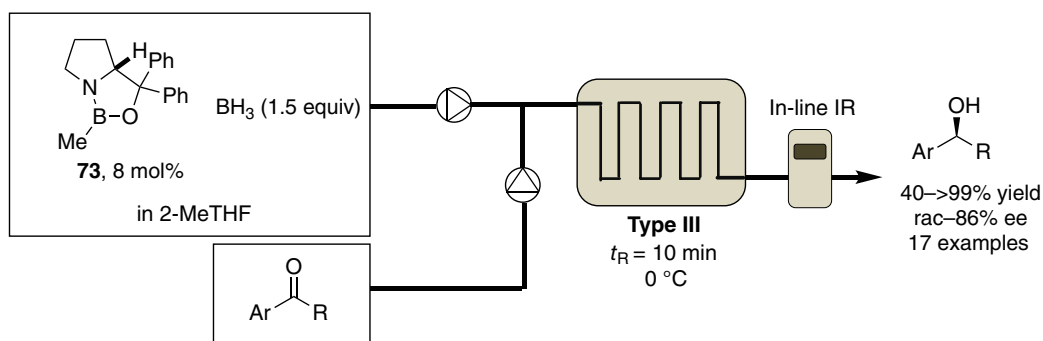 H
Ph
Ph
N
B
O
Me
73, 8 mol%
BH3 (1.5 equiv)
in 2-MeTHF
O
Ar
R
Type III
tR = 10 min
0 °C
In-line IR
OH
Ar
R
40–>99% yield
rac–86% ee
17 examples